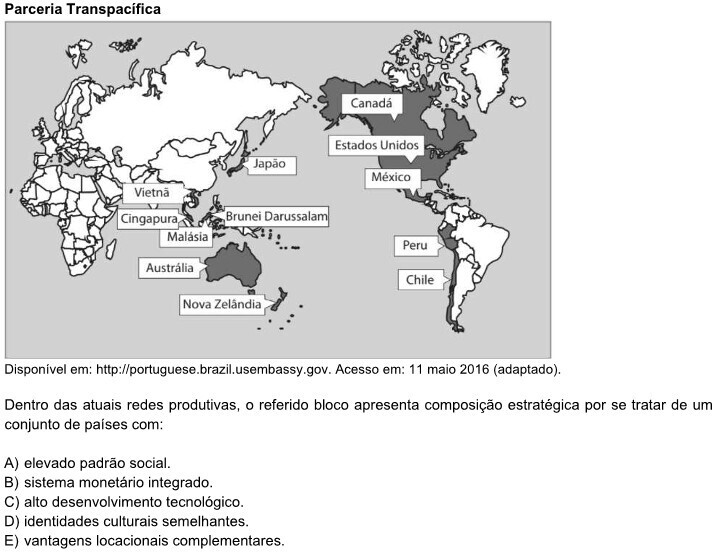 Parceria Transpacífica
Canadá
Estados Unidos
Japão
México
Vietnã
Cingapura
Brunei Darussalam
Malásia
Peru
Austrália
Chile
Nova Zelândia
Disponível em: http://portuguese.brazil.usembassy.gov. Acesso em: 11 maio 2016 (adaptado).
Dentro das atuais redes produtivas, o referido bloco apresenta composição estratégica por se tratar de um
conjunto de países com:
A) elevado padrão social.
B) sistema monetário integrado.
C) alto desenvolvimento tecnológico.
D) identidades culturais semelhantes.
E) vantagens locacionais complementares.